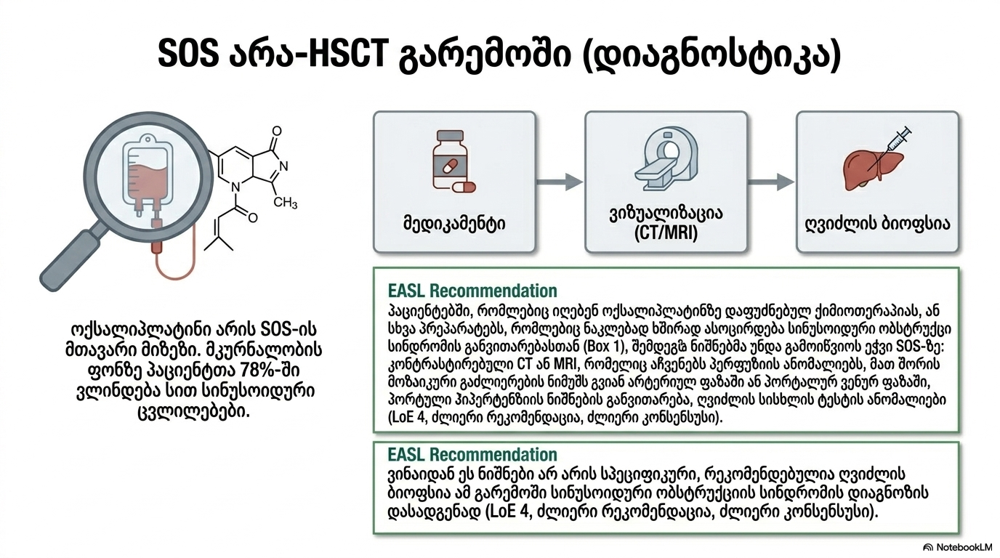 SOS არა-HSCT გარემოში (დიაგნოსტიკა)
O
N
N
CH3
O
ოქსალიპლატინი არის SOS-ის
მთავარი მიზეზი. მკურნალობის
ფონზე პაციენტთა 78%-ში
ვლინდება სით სინუსოიდური
ცვლილებები.
მედიკამენტი
ვიზუალიზაცია
(CT/MRI)
ღვიძლის ბიოფსია
EASL Recommendation
პაციენტებში, რომლებიც იღებენ ოქსალიპლატინზე დაფუძნებულ ქიმიოთერაპიას, ან
სხვა პრეპარატებს, რომლებიც ნაკლებად ხშირად ასოცირდება სინუსოიდური ობსტრუქცი
სინდრომის განვითარებასთან (Box 1), ნიშნებმა უნდა გამოიწვიოს ეჭვი SOS-ზე:
კონტრასტირებული CT ან MRI, რომელიც აჩვენებს პერფუზიის ანომალიებს, მათ შორის
მოზაიკური გაძლიერების ნიმუშს გვიან არტერიულ ფაზაში ან პორტალურ ვენურ ფაზაში,
პორტული ჰიპერტენზიის ნიშნების განვითარება, ღვიძლის სისხლის ტესტის ანომალიები
(LoE 4, ძლიერი რეკომენდაცია, ძლიერი კონსენსუსი).
EASL Recommendation
ვინაიდან ეს ნიშნები არ არის სპეციფიკური, რეკომენდებულია ღვიძლის
ბიოფსია ამ გარემოში სინუსოიდური ობსტრუქციის სინდრომის დიაგნოზის
დასადგენად (LoE 4, ძლიერი რეკომენდაცია, ძლიერი კონსენსუსი).
NotebookLM